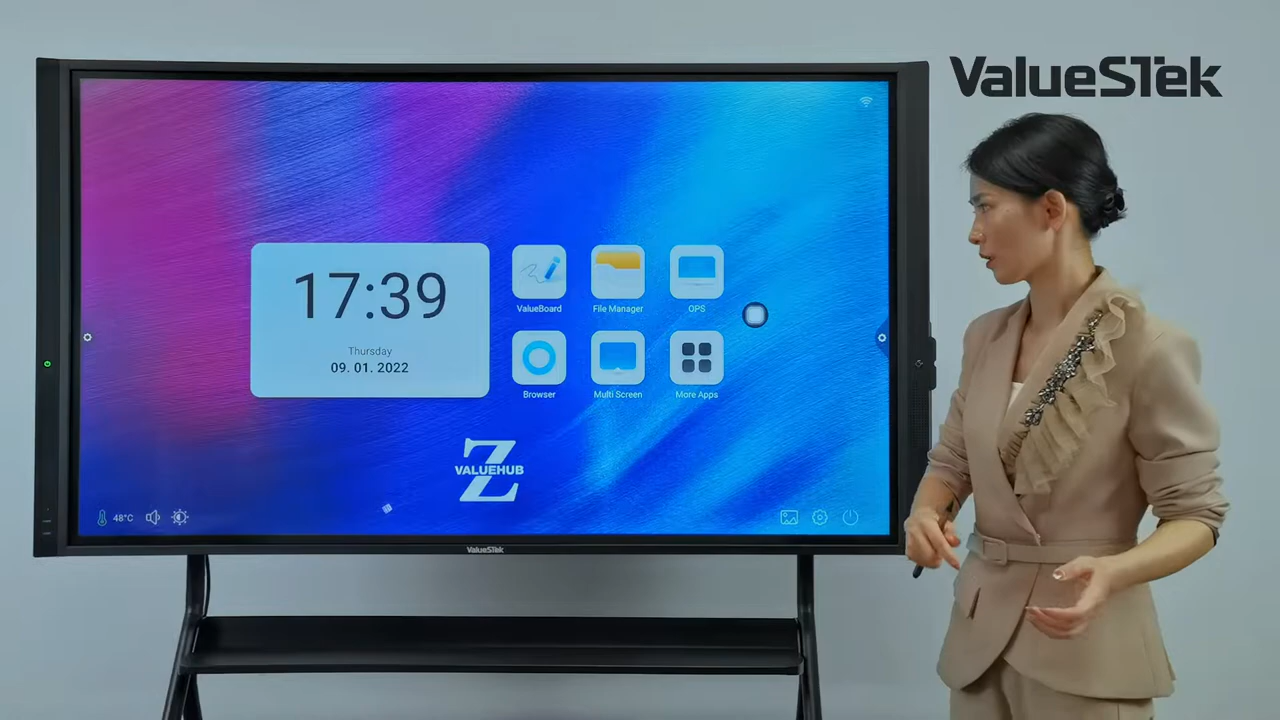 ValueSTek
17:39
Thursday
09. 01. 2022
ValueBoard
File Manager
OPS
Browser
Multi Screen
More Apps
Z
VALUEHUB
48°C
ValueSTek